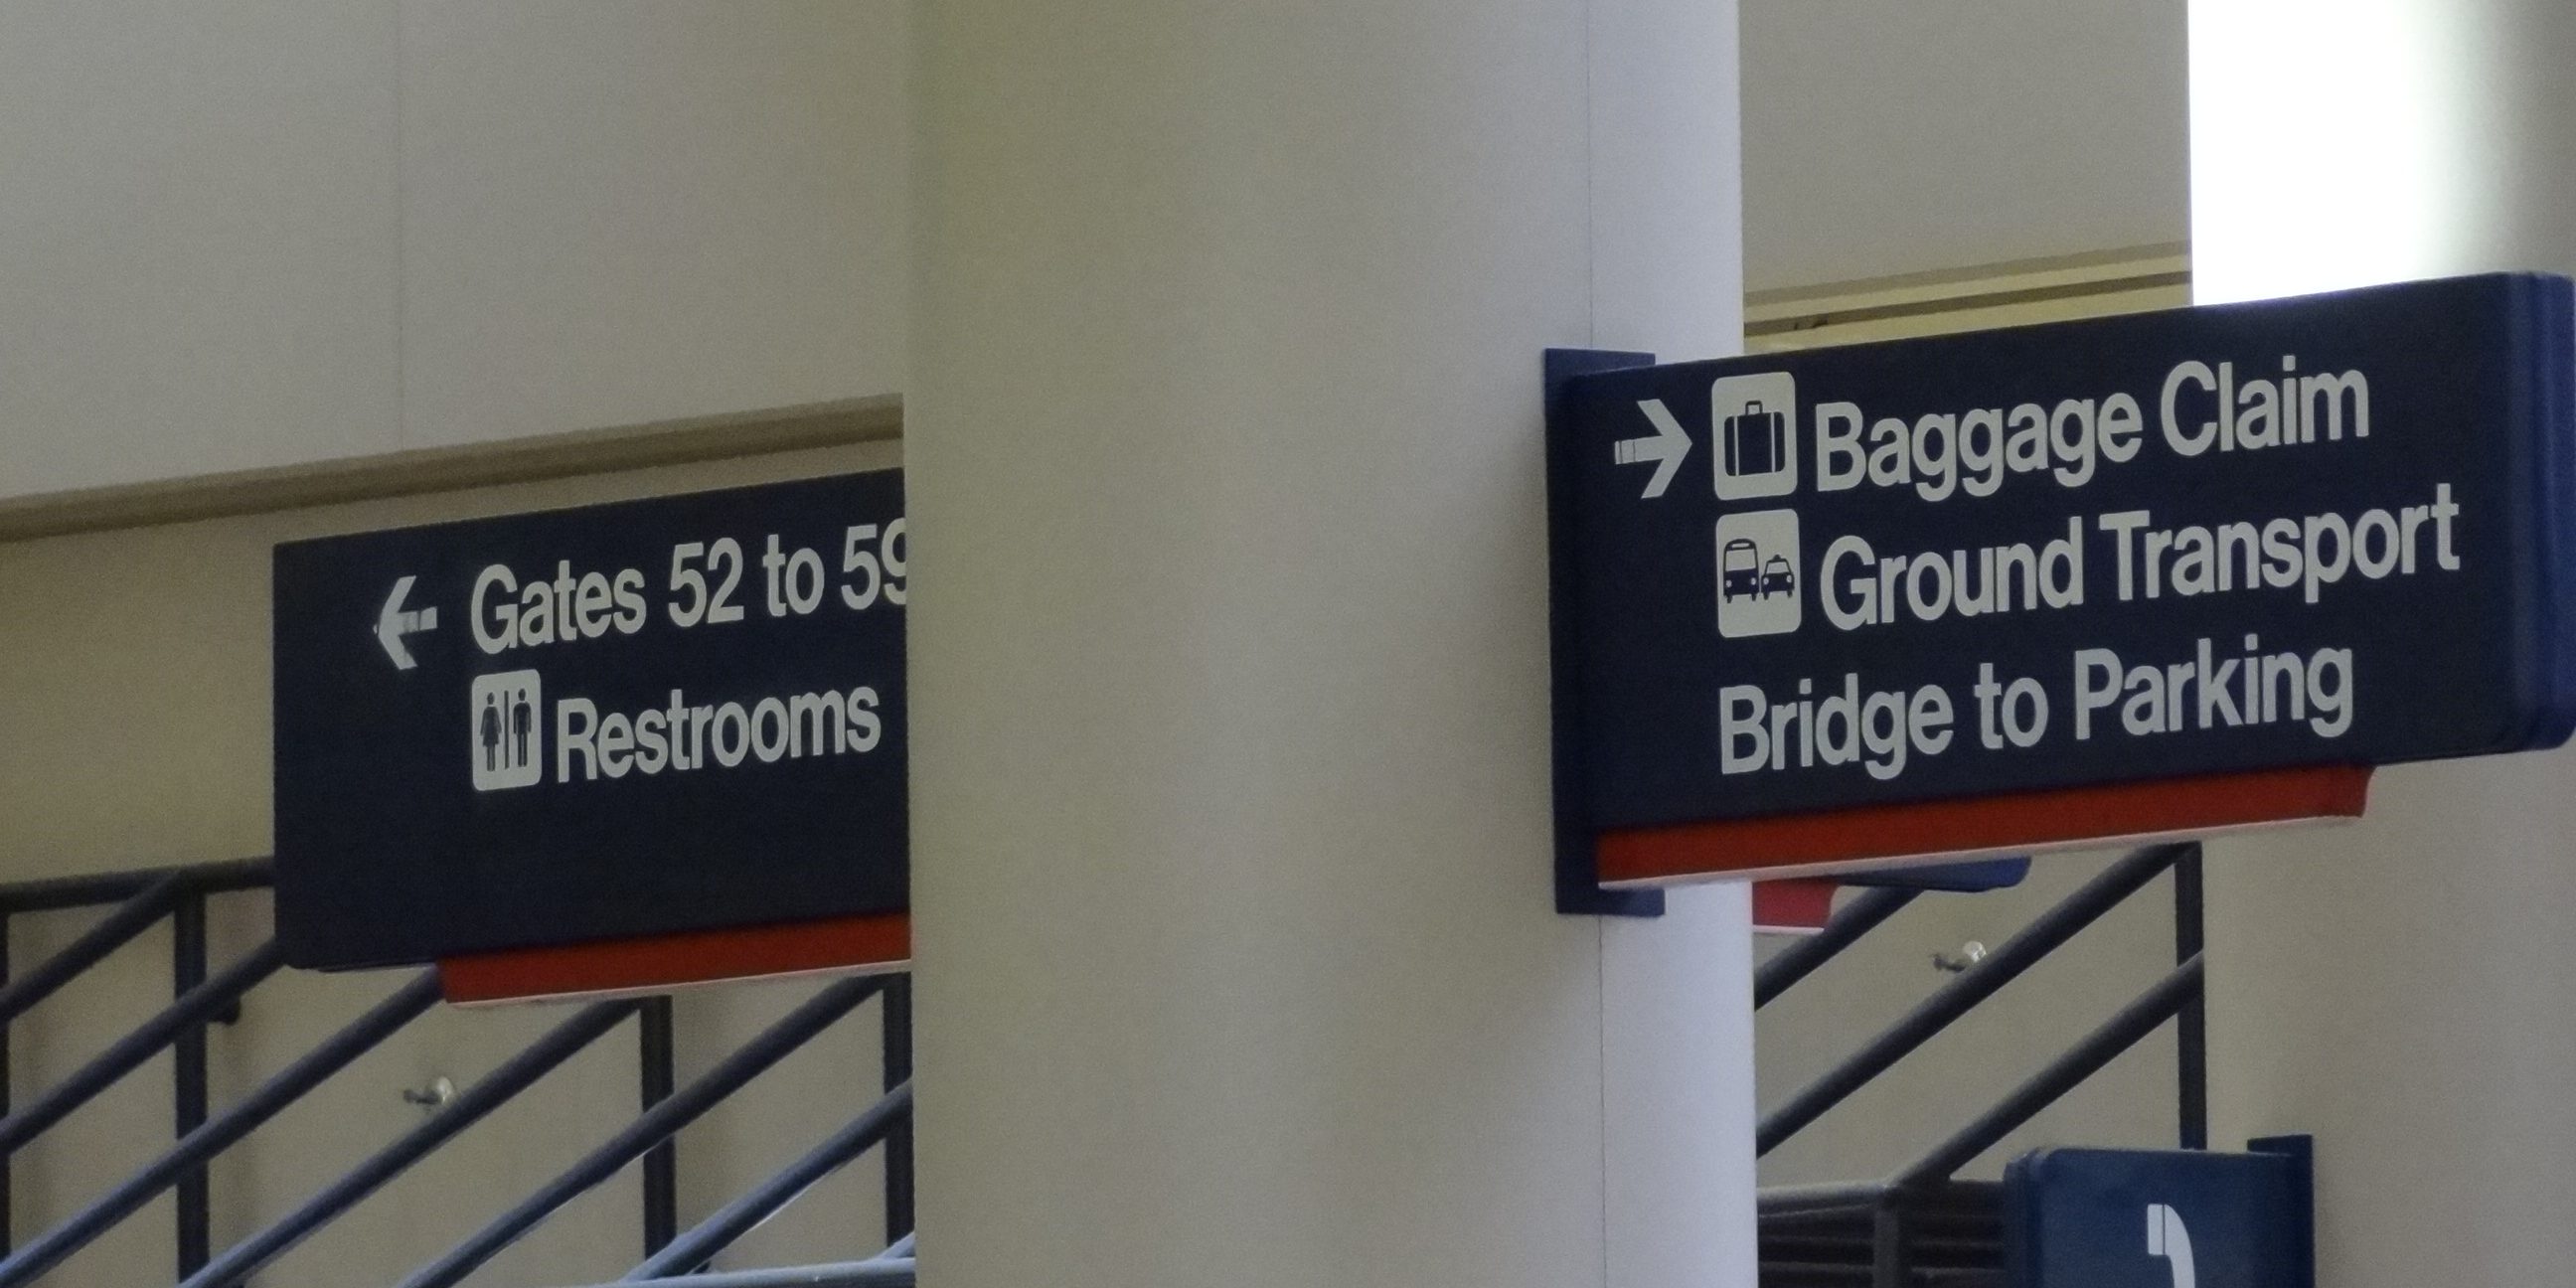 Gates 52 to 59
Restrooms
Baggage Claim
Ground Transport
Bridge to Parking